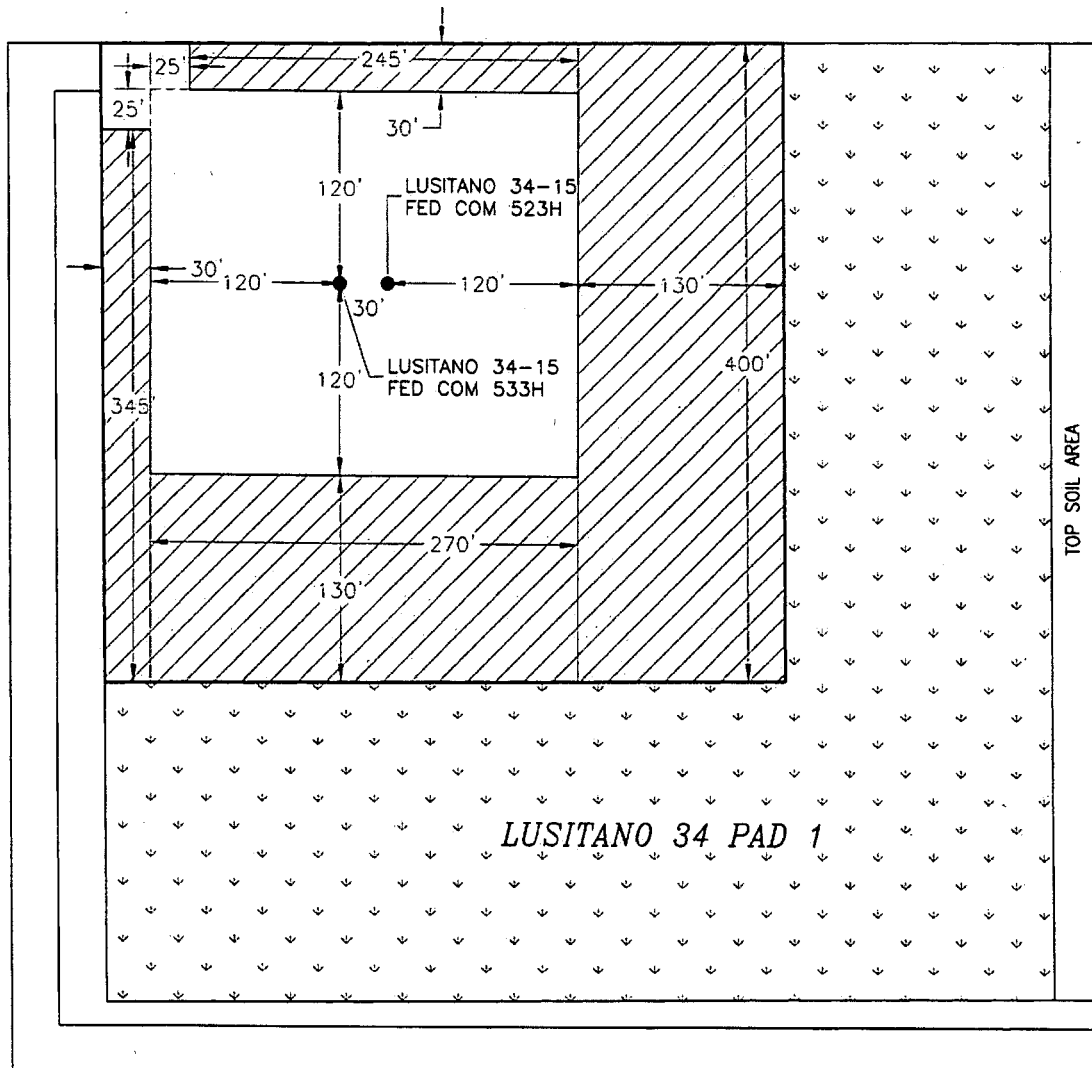 245'
25'
25'
30'
120'
LUSITANO 34-15
FED COM 523H
30'
120'
30'
120'
130'
LUSITANO 34-15
FED COM 533H
120'
400'
345'
TOP SOIL AREA
270'
130'
LUSITANO 34 PAD 1